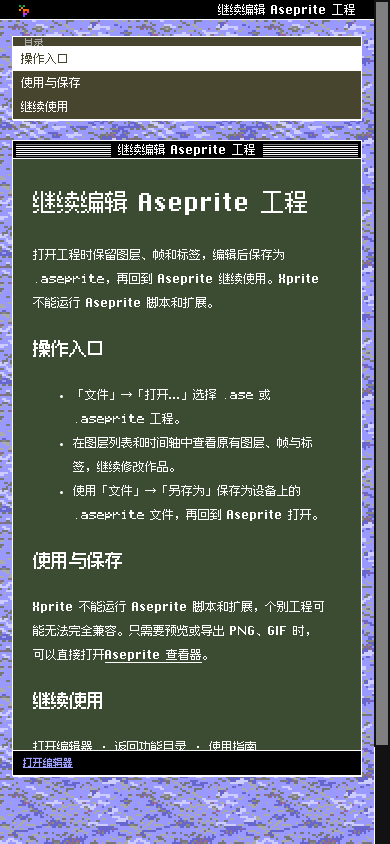 继续编辑 Aseprite 工程
目录
操作入口
使用与保存
继续使用
继续编辑 Aseprite 工程
继续编辑 Aseprite 工程
打开工程时保留图层、帧和标签，编辑后保存为
.aseprite，再回到 Aseprite 继续使用。Xprite
不能运行 Aseprite 脚本和扩展。
操作入口
• 「文件」→「打开...」选择 .ase 或
.aseprite 工程。
• 在图层列表和时间轴中查看原有图层、帧与标
签，继续修改作品。
• 使用「文件」→「另存为」保存为设备上的
.aseprite 文件，再回到 Aseprite 打开。
使用与保存
Xprite 不能运行 Aseprite 脚本和扩展，个别工程可
能无法完全兼容。只需要预览或导出 PNG、GIF 时，
可以直接打开Aseprite 查看器。
继续使用
打开编辑器 · 返回功能目录 · 使用指南
打开编辑器